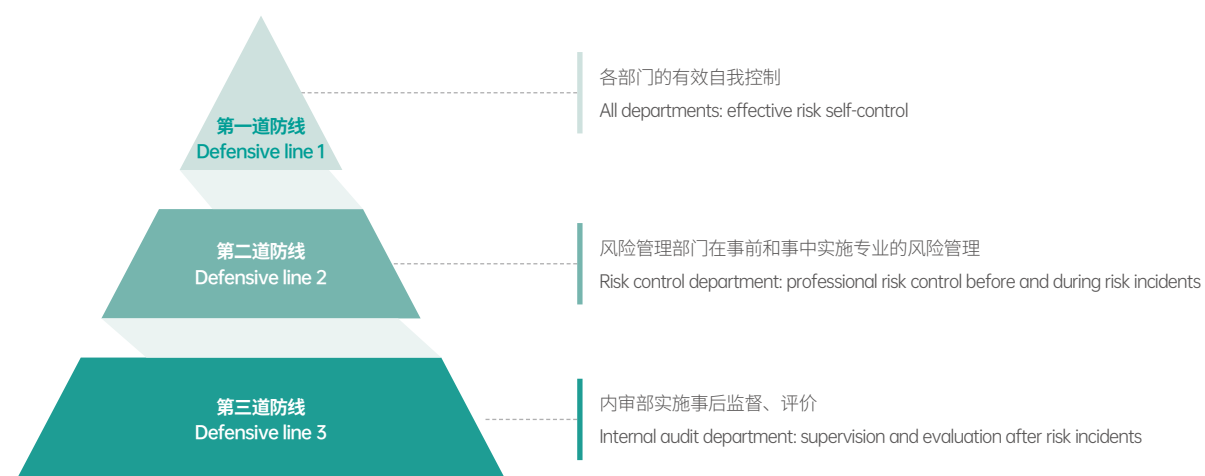 第一道防线
Defensive line 1
各部门的有效自我控制
All departments: effective risk self-control
第二道防线
Defensive line 2
风险管理部门在事前和事中实施专业的风险管理
Risk control department: professional risk control before and during risk incidents
第三道防线
Defensive line 3
内审部实施事后监督、评价
Internal audit department: supervision and evaluation after risk incidents